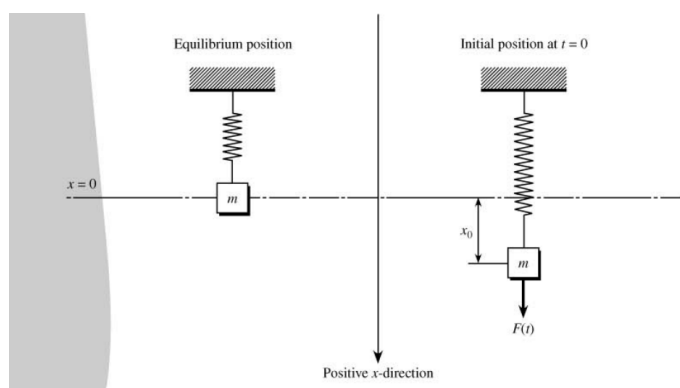 Equilibrium position
Initial position at t = 0
x = 0
m
x0
m
F(t)
Positive x-direction